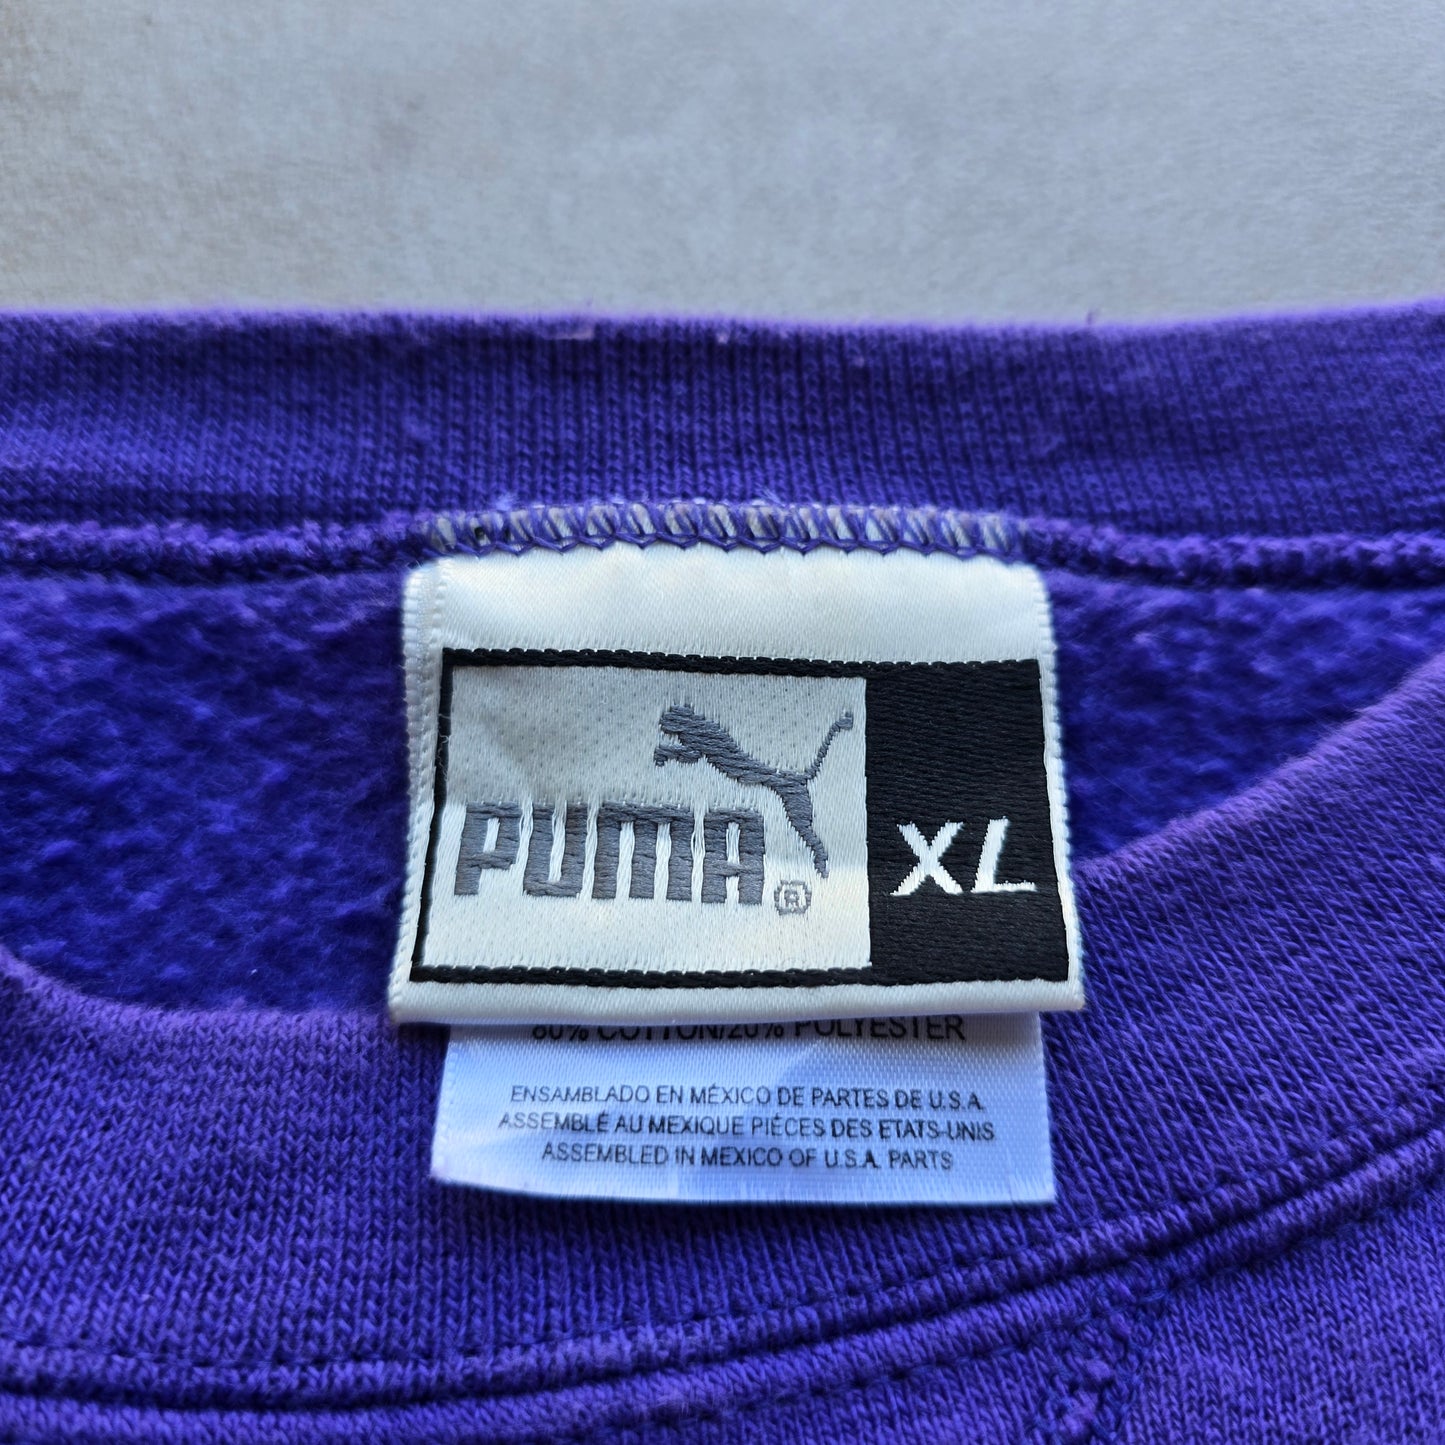 PUMA®
XL
80% COTTON/20% POLYESTER
ENSAMBLADO EN MÉXICO DE PARTES DE U.S.A.
ASSEMBLÉ AU MEXIQUE PIÉCES DES ETATS-UNIS
ASSEMBLED IN MEXICO OF U.S.A. PARTS